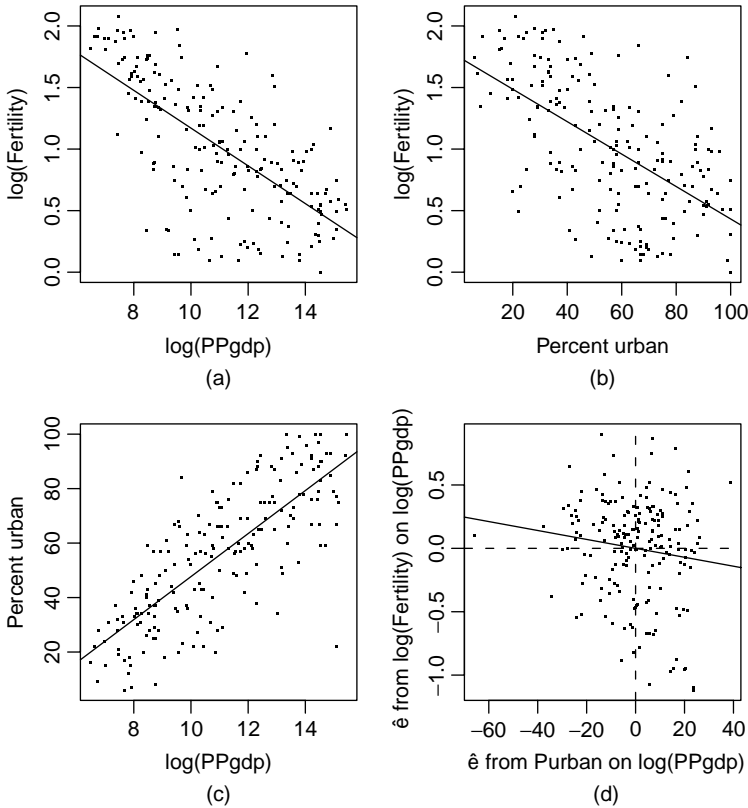 2.0
1.5
1.0
0.5
0.0
log(Fertility)
8 10 12 14
log(PPgdp)
(a)
2.0
1.5
1.0
0.5
0.0
log(Fertility)
20 40 60 80 100
Percent urban
(b)
100
80
60
40
20
Percent urban
8 10 12 14
log(PPgdp)
(c)
0.5
0.0
−0.5
−1.0
ê from log(Fertility) on log(PPgdp)
−60 −40 −20 0 20 40
ê from Purban on log(PPgdp)
(d)